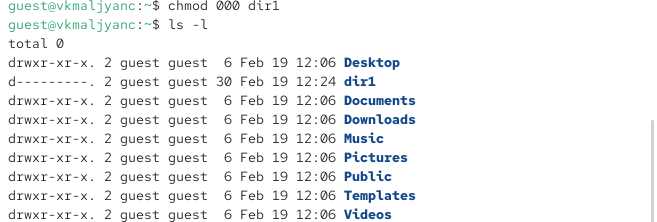 guest@vkmaljyanc:~$ chmod 000 dir1
guest@vkmaljyanc:~$ ls -l
total 0
drwxr-xr-x. 2 guest guest  6 Feb 19 12:06 Desktop
d---------. 2 guest guest 30 Feb 19 12:24 dir1
drwxr-xr-x. 2 guest guest  6 Feb 19 12:06 Documents
drwxr-xr-x. 2 guest guest  6 Feb 19 12:06 Downloads
drwxr-xr-x. 2 guest guest  6 Feb 19 12:06 Music
drwxr-xr-x. 2 guest guest  6 Feb 19 12:06 Pictures
drwxr-xr-x. 2 guest guest  6 Feb 19 12:06 Public
drwxr-xr-x. 2 guest guest  6 Feb 19 12:06 Templates
drwxr-xr-x. 2 guest guest  6 Feb 19 12:06 Videos